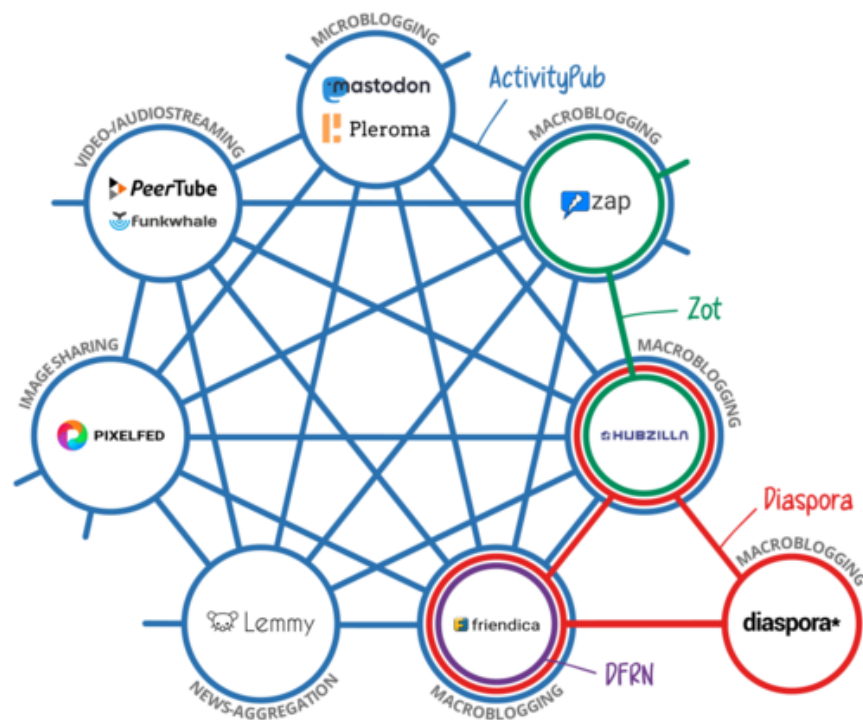 MICROBLOGGING
mastodon
Pleroma
ActivityPub
VIDEO-/AUDIOSTREAMING
PeerTube
funkwhale
MACROBLOGGING
zap
Zot
IMAGE SHARING
PIXELFED
MACROBLOGGING
HUBZILLA
Diaspora
MACROBLOGGING
diaspora*
Lemmy
NEWS-AGGREGATION
friendica
MACROBLOGGING
DFRN